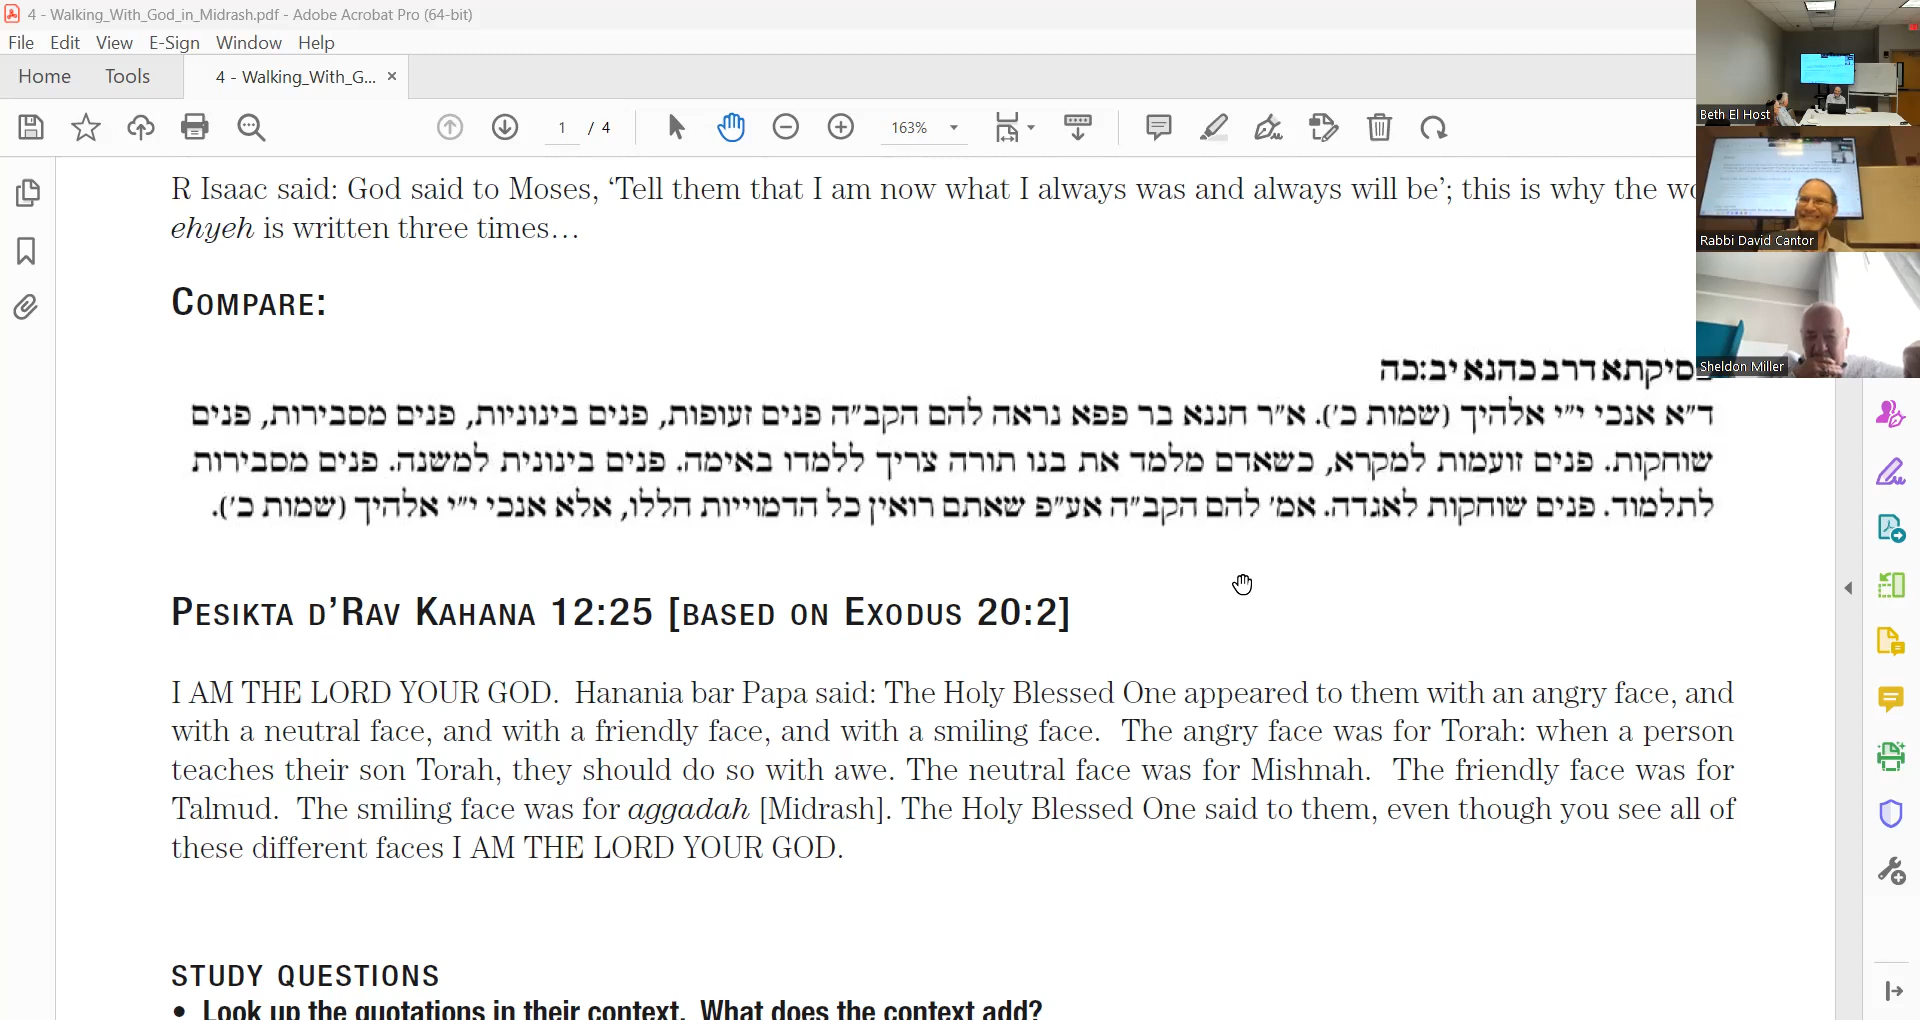 4 - Walking_With_God_in_Midrash.pdf - Adobe Acrobat Pro (64-bit)
File Edit View E-Sign Window Help
Home Tools 4 - Walking_With_G... ×
1 / 4 163%
R Isaac said: God said to Moses, ‘Tell them that I am now what I always was and always will be’; this is why the
ehyeh is written three times…
COMPARE:
דרב כהנא יב:כה
ד״א אנכי י״י אלהיך (שמות כ׳). א״ר חננא בר פפא נראה להם הקב״ה פנים זעופות, פנים בינוניות, פנים מסבירות, פנים
שוחקות. פנים זועמות למקרא, כשאדם מלמד את בנו תורה צריך ללמדו באימה. פנים בינונית למשנה. פנים מסבירות
לתלמוד. פנים שוחקות לאגדה. אמ׳ להם הקב״ה אע״פ שאתם רואין כל הדמוייות הללו, אלא אנכי י״י אלהיך (שמות כ׳).
PESIKTA D’RAV KAHANA 12:25 [BASED ON EXODUS 20:2]
I AM THE LORD YOUR GOD. Hanania bar Papa said: The Holy Blessed One appeared to them with an angry face, and
with a neutral face, and with a friendly face, and with a smiling face. The angry face was for Torah: when a person
teaches their son Torah, they should do so with awe. The neutral face was for Mishnah. The friendly face was for
Talmud. The smiling face was for aggadah [Midrash]. The Holy Blessed One said to them, even though you see all of
these different faces I AM THE LORD YOUR GOD.
STUDY QUESTIONS
• Look up the quotations in their context. What does the context add?
Beth El Host
Rabbi David Cantor
Sheldon Miller